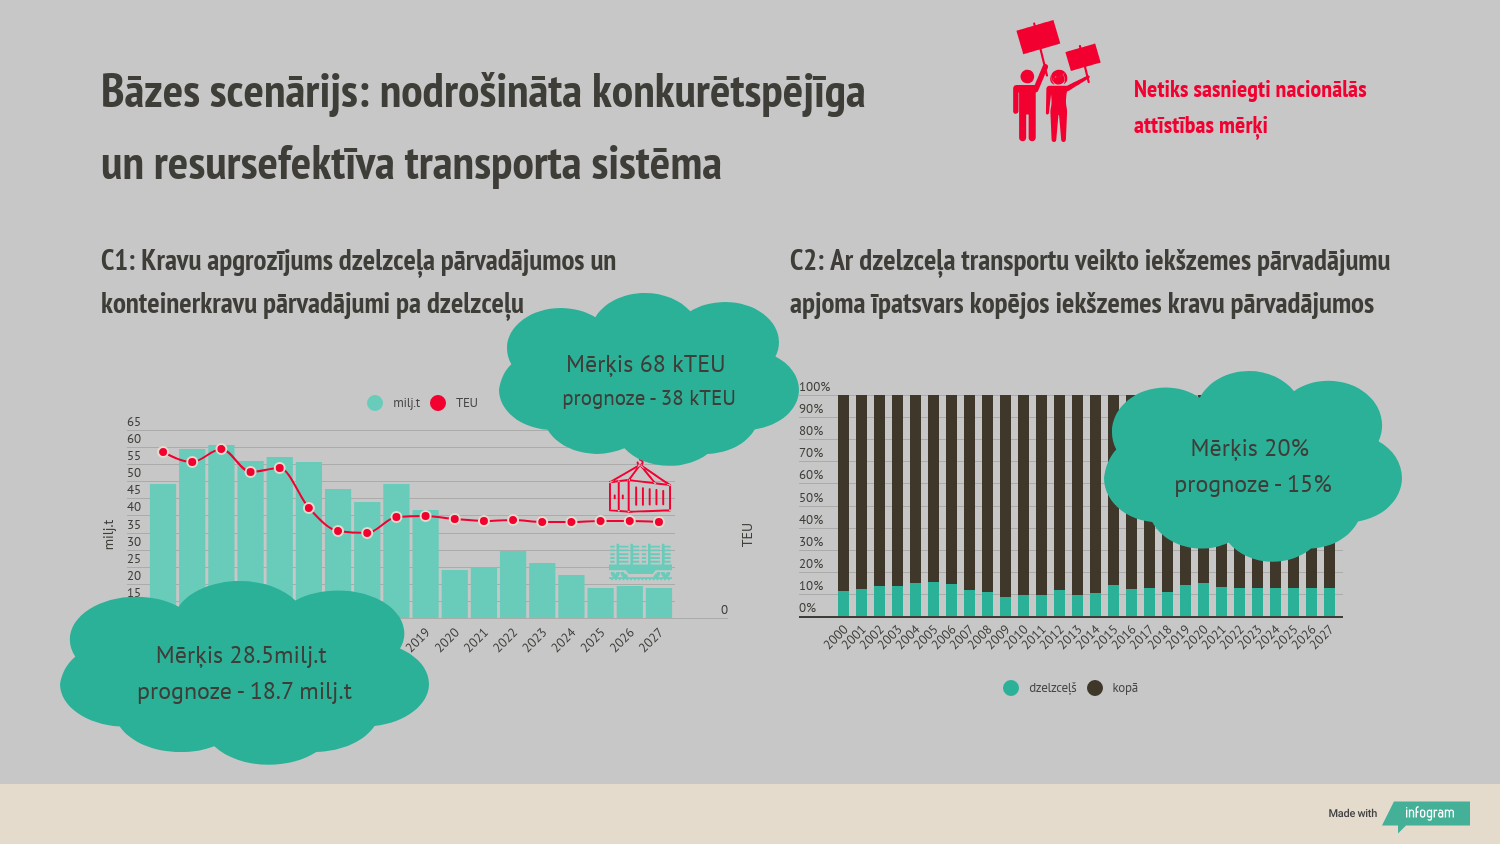 Bāzes scenārijs: nodrošināta konkurētspējīga
un resursefektīva transporta sistēma
Netiks sasniegti nacionālās
attīstības mērķi
C1: Kravu apgrozījums dzelzceļa pārvadājumos un
konteinerkravu pārvadājumi pa dzelzceļu
C2: Ar dzelzceļa transportu veikto iekšzemes pārvadājumu
apjoma īpatsvars kopējos iekšzemes kravu pārvadājumos
Mērķis 68 kTEU
prognoze - 38 kTEU
milj.t
TEU
65
60
55
50
45
40
35
30
25
20
15
milj.t
TEU
0
2019
2020
2021
2022
2023
2024
2025
2026
2027
Mērķis 28.5milj.t
prognoze - 18.7 milj.t
100%
90%
80%
70%
60%
50%
40%
30%
20%
10%
0%
Mērķis 20%
prognoze - 15%
2000
2001
2002
2003
2004
2005
2006
2007
2008
2009
2010
2011
2012
2013
2014
2015
2016
2017
2018
2019
2020
2021
2022
2023
2024
2025
2026
2027
dzelzceļš
kopā
Made with
infogram